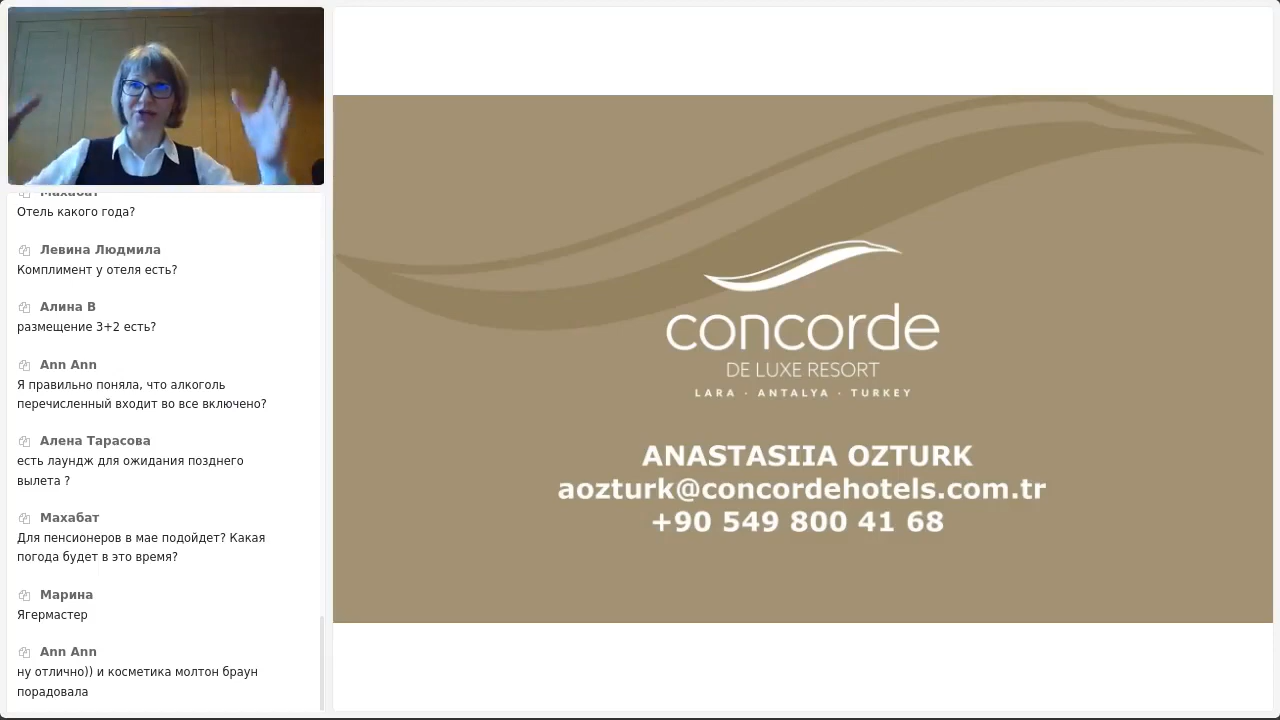 Махабат
Отель какого года?
Левина Людмила
Комплимент у отеля есть?
Алина В
размещение 3+2 есть?
Ann Ann
Я правильно поняла, что алкоголь
перечисленный входит во все включено?
Алена Тарасова
есть лаундж для ожидания позднего
вылета ?
Махабат
Для пенсионеров в мае подойдет? Какая
погода будет в это время?
Марина
Ягермастер
Ann Ann
ну отлично)) и косметика молтон браун
порадовала
concorde
DE LUXE RESORT
LARA · ANTALYA · TURKEY
ANASTASIIA OZTURK
aozturk@concordehotels.com.tr
+90 549 800 41 68